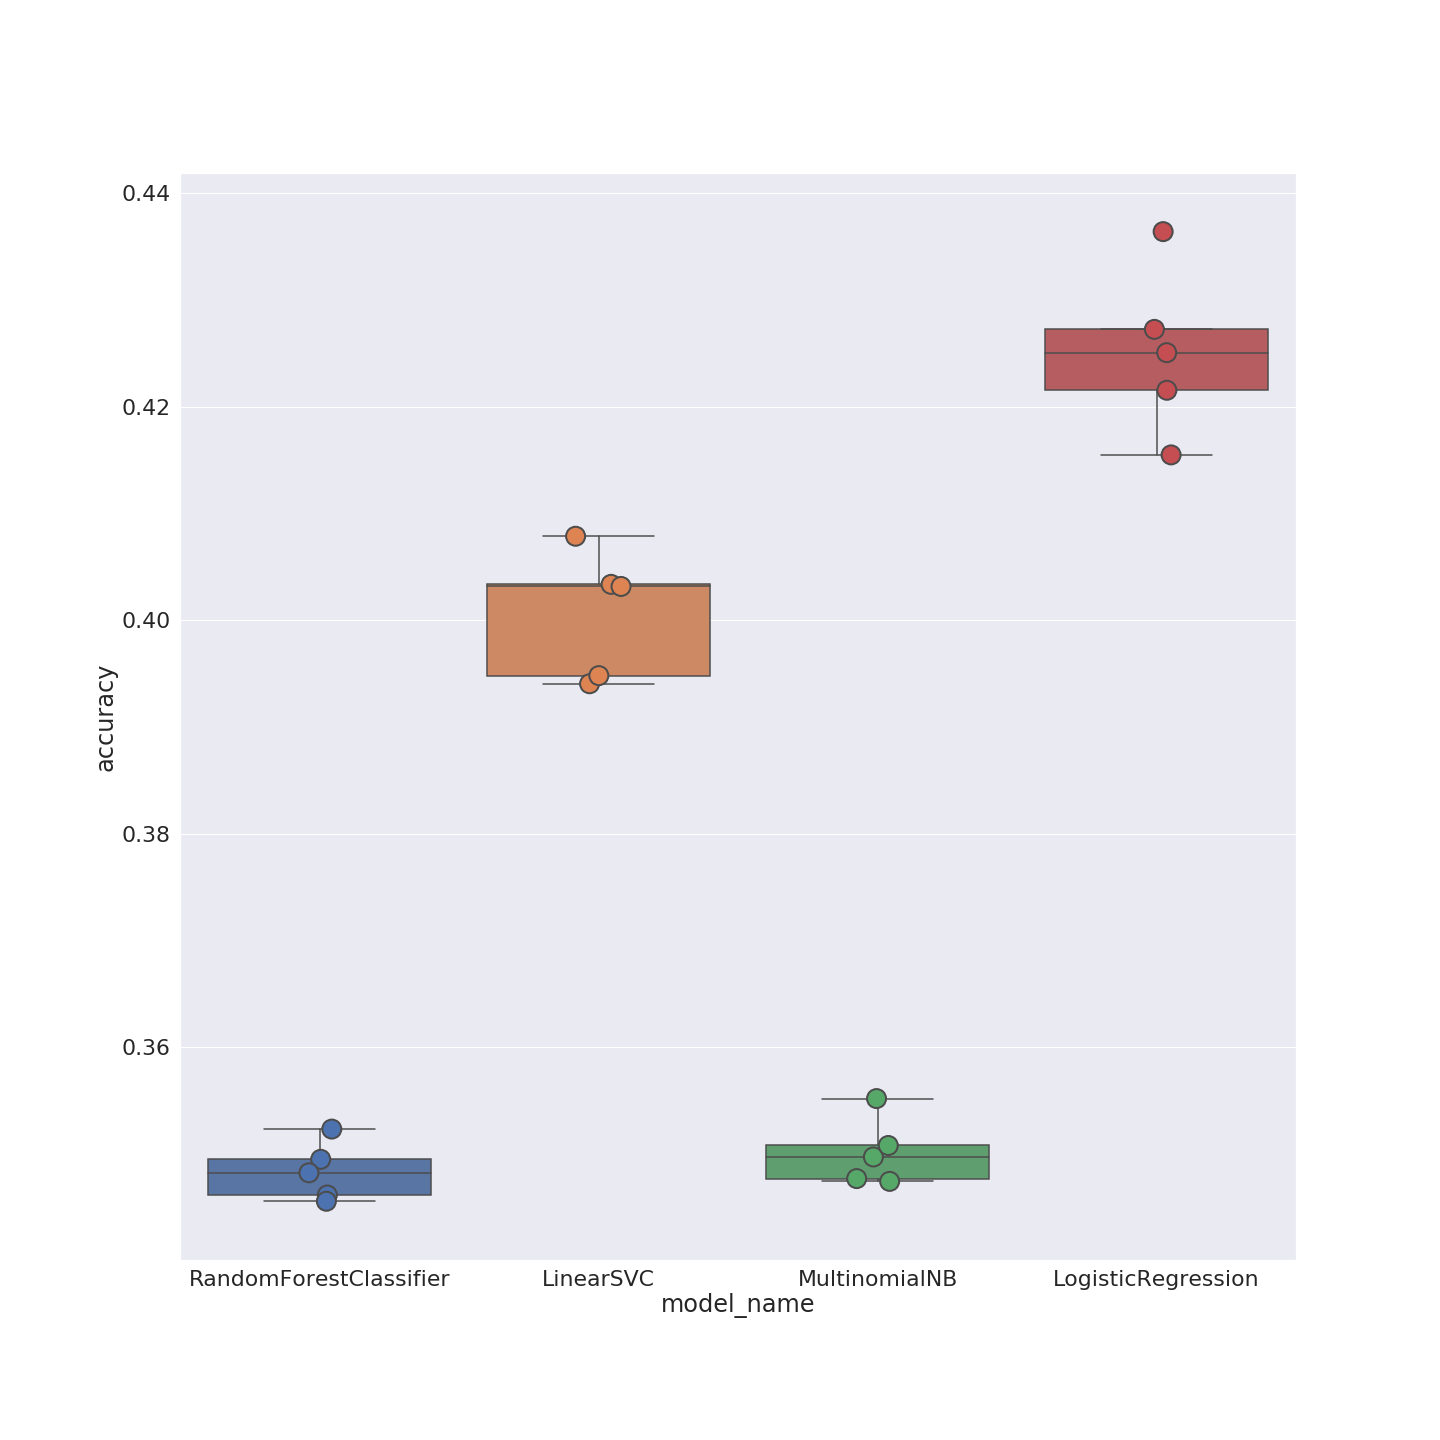 0.44
0.42
0.40
0.38
0.36
accuracy
RandomForestClassifier LinearSVC MultinomialNB LogisticRegression
model_name